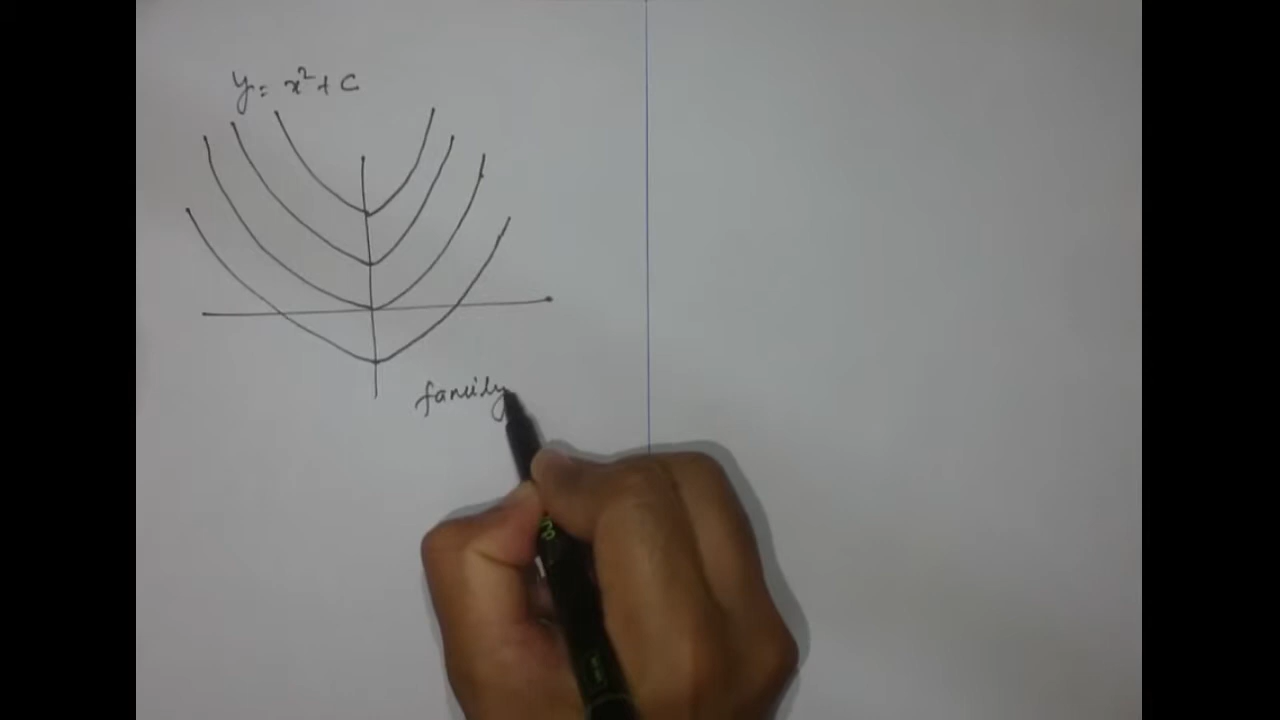 y = x² + c
family